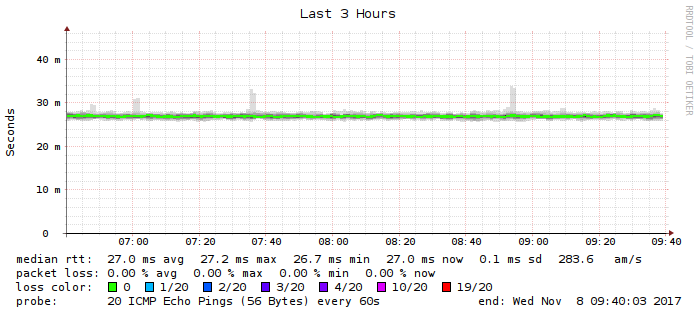 Last 3 Hours
RRDTOOL / TOBI OETIKER
Seconds
40 m
30 m
20 m
10 m
0
07:00 07:20 07:40 08:00 08:20 08:40 09:00 09:20 09:40
median rtt: 27.0 ms avg 27.2 ms max 26.7 ms min 27.0 ms now 0.1 ms sd 283.6 am/s
packet loss: 0.00 % avg 0.00 % max 0.00 % min 0.00 % now
loss color: 0 1/20 2/20 3/20 4/20 10/20 19/20
probe: 20 ICMP Echo Pings (56 Bytes) every 60s end: Wed Nov 8 09:40:03 2017